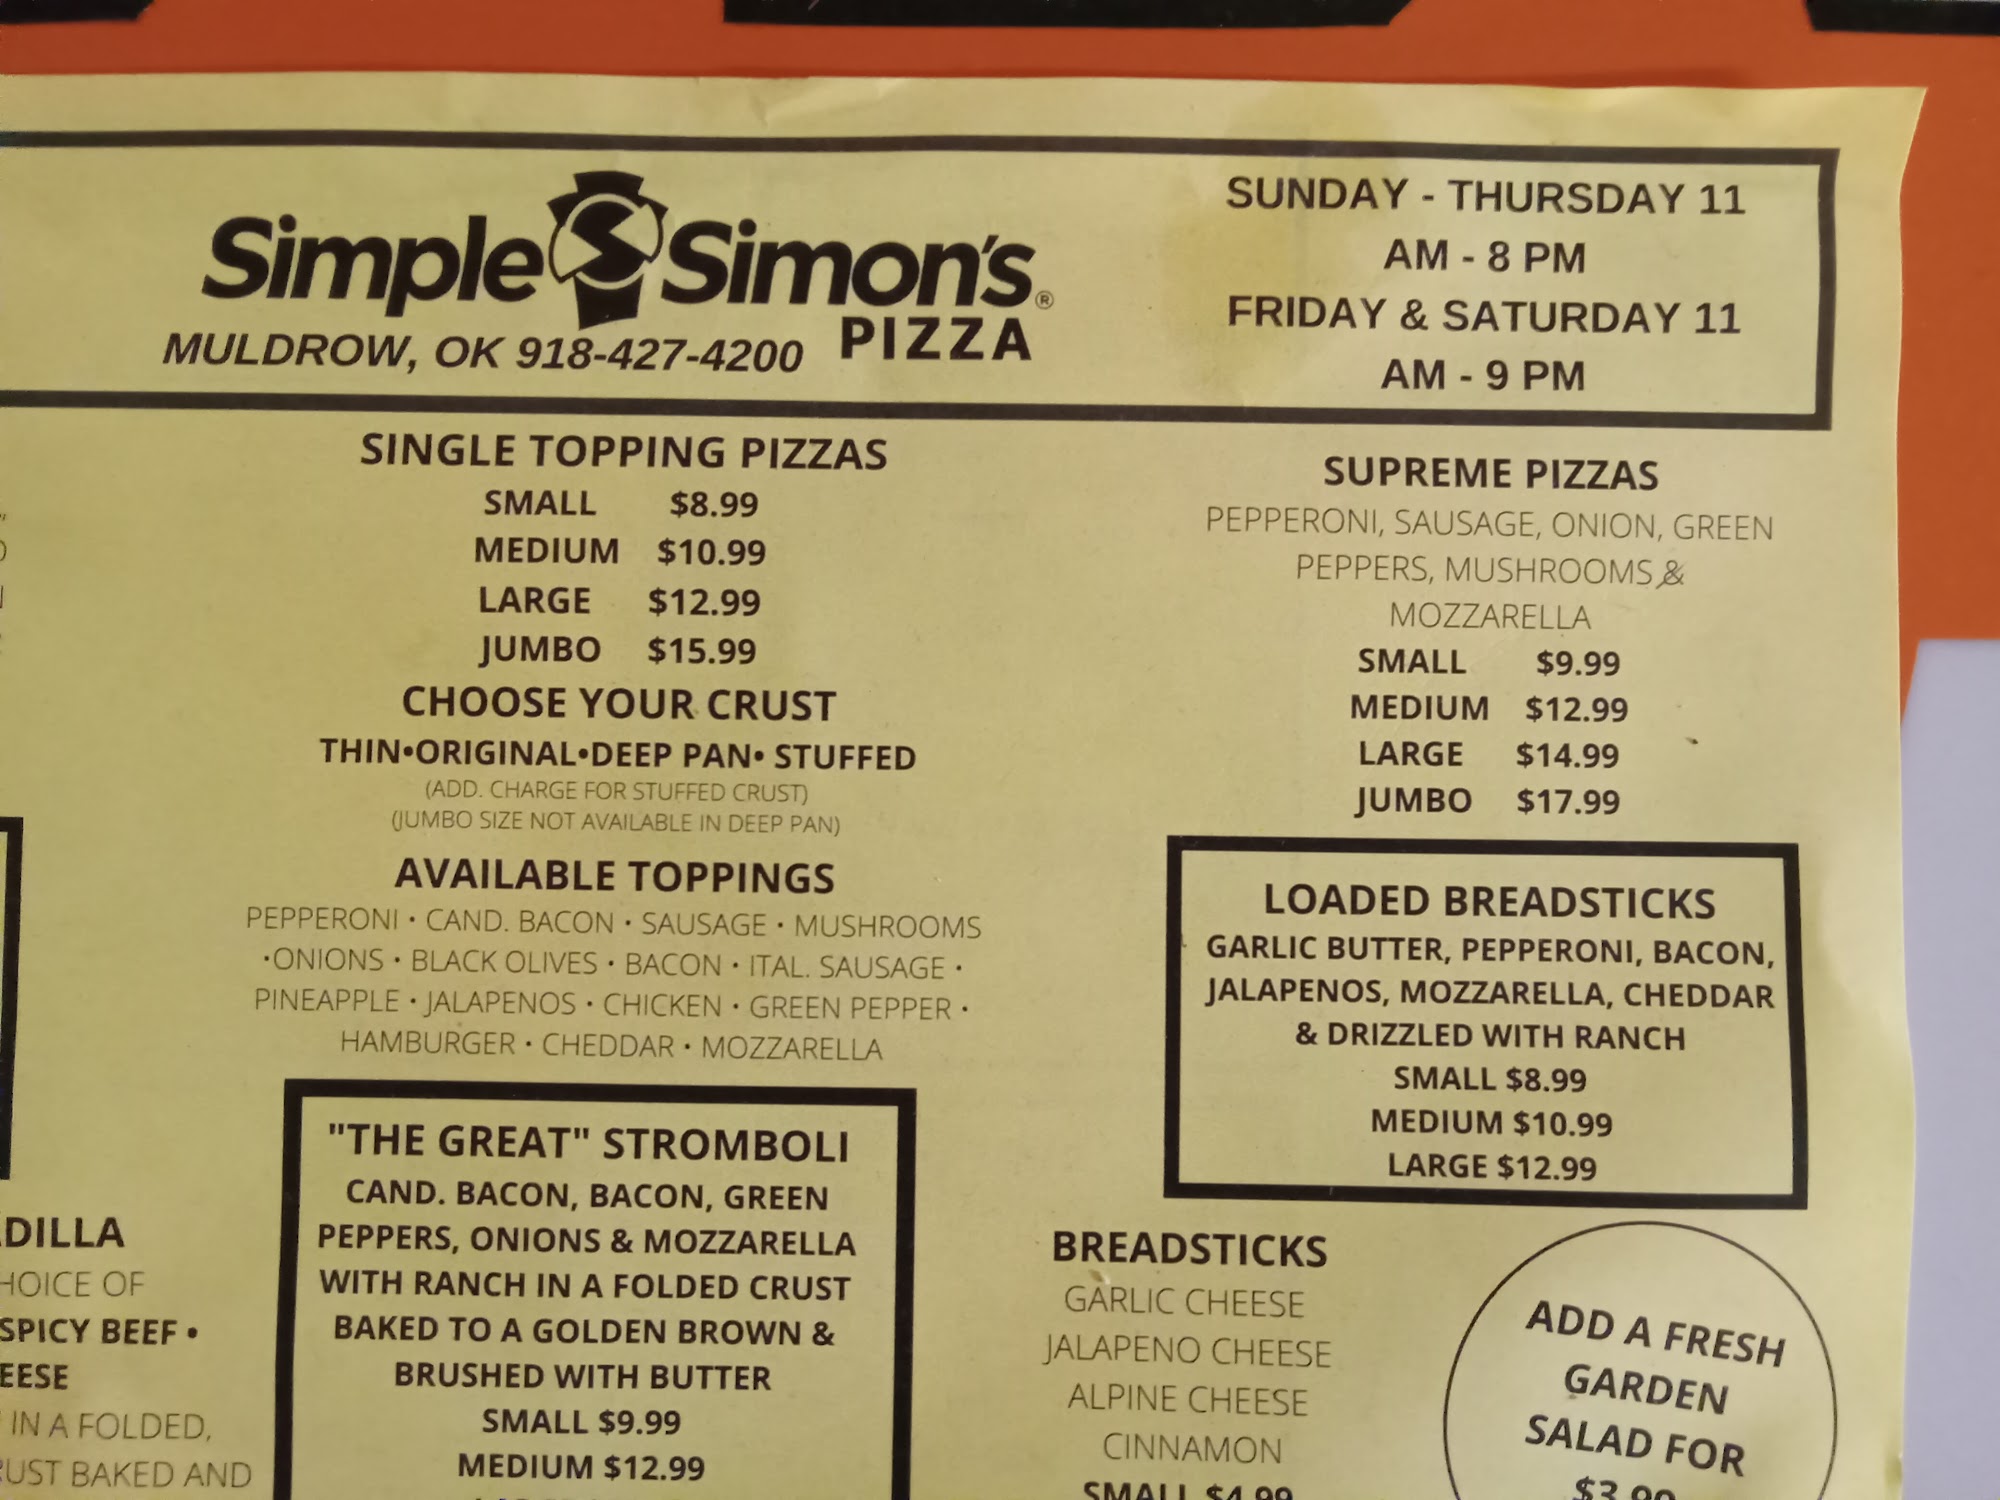 Simple Simon's ®
PIZZA
MULDROW, OK 918-427-4200
SUNDAY - THURSDAY 11
AM - 8 PM
FRIDAY & SATURDAY 11
AM - 9 PM
SINGLE TOPPING PIZZAS
SMALL $8.99
MEDIUM $10.99
LARGE $12.99
JUMBO $15.99
CHOOSE YOUR CRUST
THIN•ORIGINAL•DEEP PAN• STUFFED
(ADD. CHARGE FOR STUFFED CRUST)
(JUMBO SIZE NOT AVAILABLE IN DEEP PAN)
AVAILABLE TOPPINGS
PEPPERONI • CAND. BACON • SAUSAGE • MUSHROOMS
•ONIONS • BLACK OLIVES • BACON • ITAL. SAUSAGE •
PINEAPPLE • JALAPENOS • CHICKEN • GREEN PEPPER •
HAMBURGER • CHEDDAR • MOZZARELLA
"THE GREAT" STROMBOLI
CAND. BACON, BACON, GREEN
PEPPERS, ONIONS & MOZZARELLA
WITH RANCH IN A FOLDED CRUST
BAKED TO A GOLDEN BROWN &
BRUSHED WITH BUTTER
SMALL $9.99
MEDIUM $12.99
SUPREME PIZZAS
PEPPERONI, SAUSAGE, ONION, GREEN
PEPPERS, MUSHROOMS &
MOZZARELLA
SMALL $9.99
MEDIUM $12.99
LARGE $14.99
JUMBO $17.99
LOADED BREADSTICKS
GARLIC BUTTER, PEPPERONI, BACON,
JALAPENOS, MOZZARELLA, CHEDDAR
& DRIZZLED WITH RANCH
SMALL $8.99
MEDIUM $10.99
LARGE $12.99
BREADSTICKS
GARLIC CHEESE
JALAPENO CHEESE
ALPINE CHEESE
CINNAMON
SMALL $4.99
ADD A FRESH
GARDEN
SALAD FOR
$3.99
DILLA
HOICE OF
SPICY BEEF •
EESE
IN A FOLDED,
UST BAKED AND